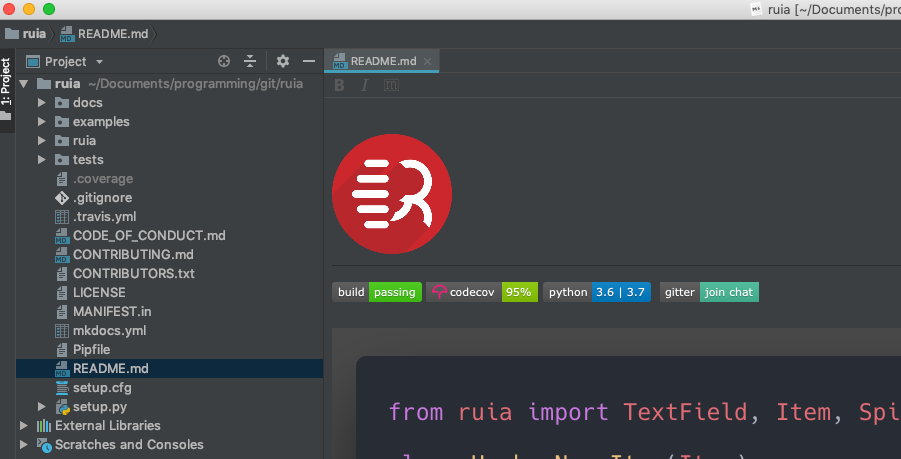 ruia [~/Documents/pro
ruia README.md
1: Project
Project
README.md
B I m
ruia ~/Documents/programming/git/ruia
docs
examples
ruia
tests
.coverage
.gitignore
.travis.yml
CODE_OF_CONDUCT.md
CONTRIBUTING.md
CONTRIBUTORS.txt
LICENSE
MANIFEST.in
mkdocs.yml
Pipfile
README.md
setup.cfg
setup.py
External Libraries
Scratches and Consoles
R
build passing codecov 95% python 3.6 | 3.7 gitter join chat
from ruia import TextField, Item, Spi